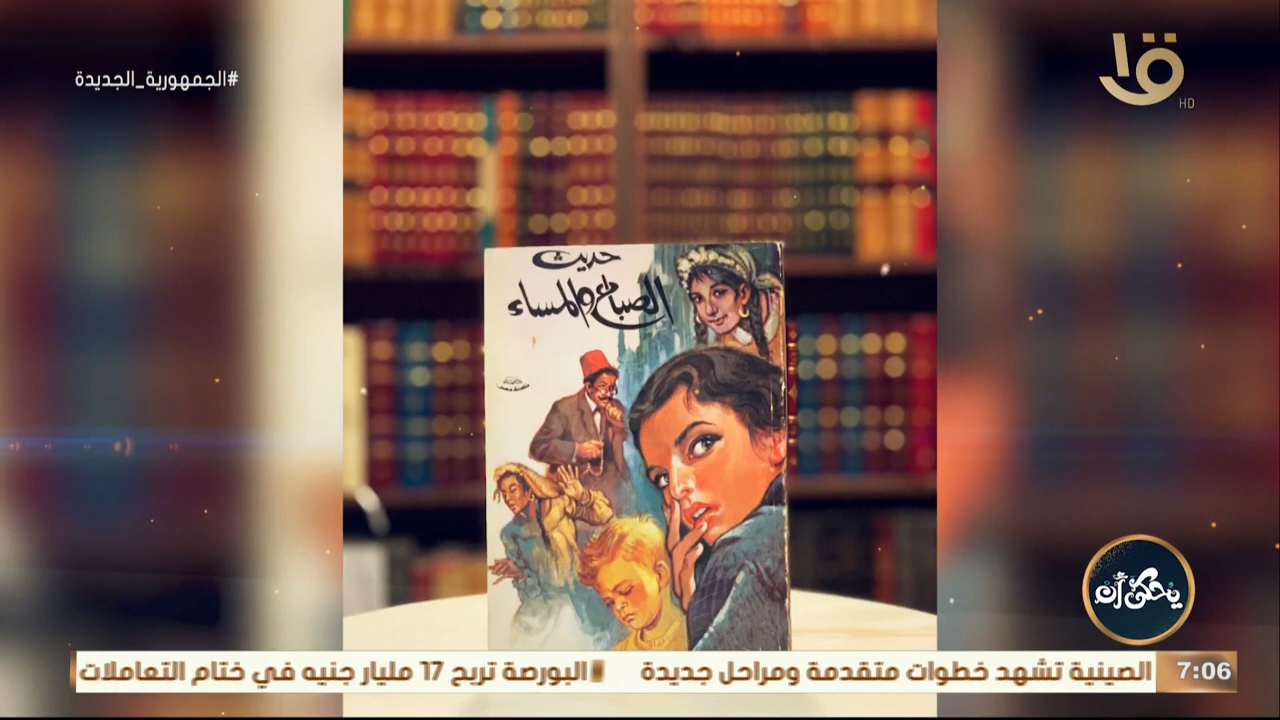 #الجمهورية_الجديدة
HD
حديث
الصباح والمساء
يحكى أن
7:06
الصينية تشهد خطوات متقدمة ومراحل جديدة
البورصة تربح 17 مليار جنيه في ختام التعاملات